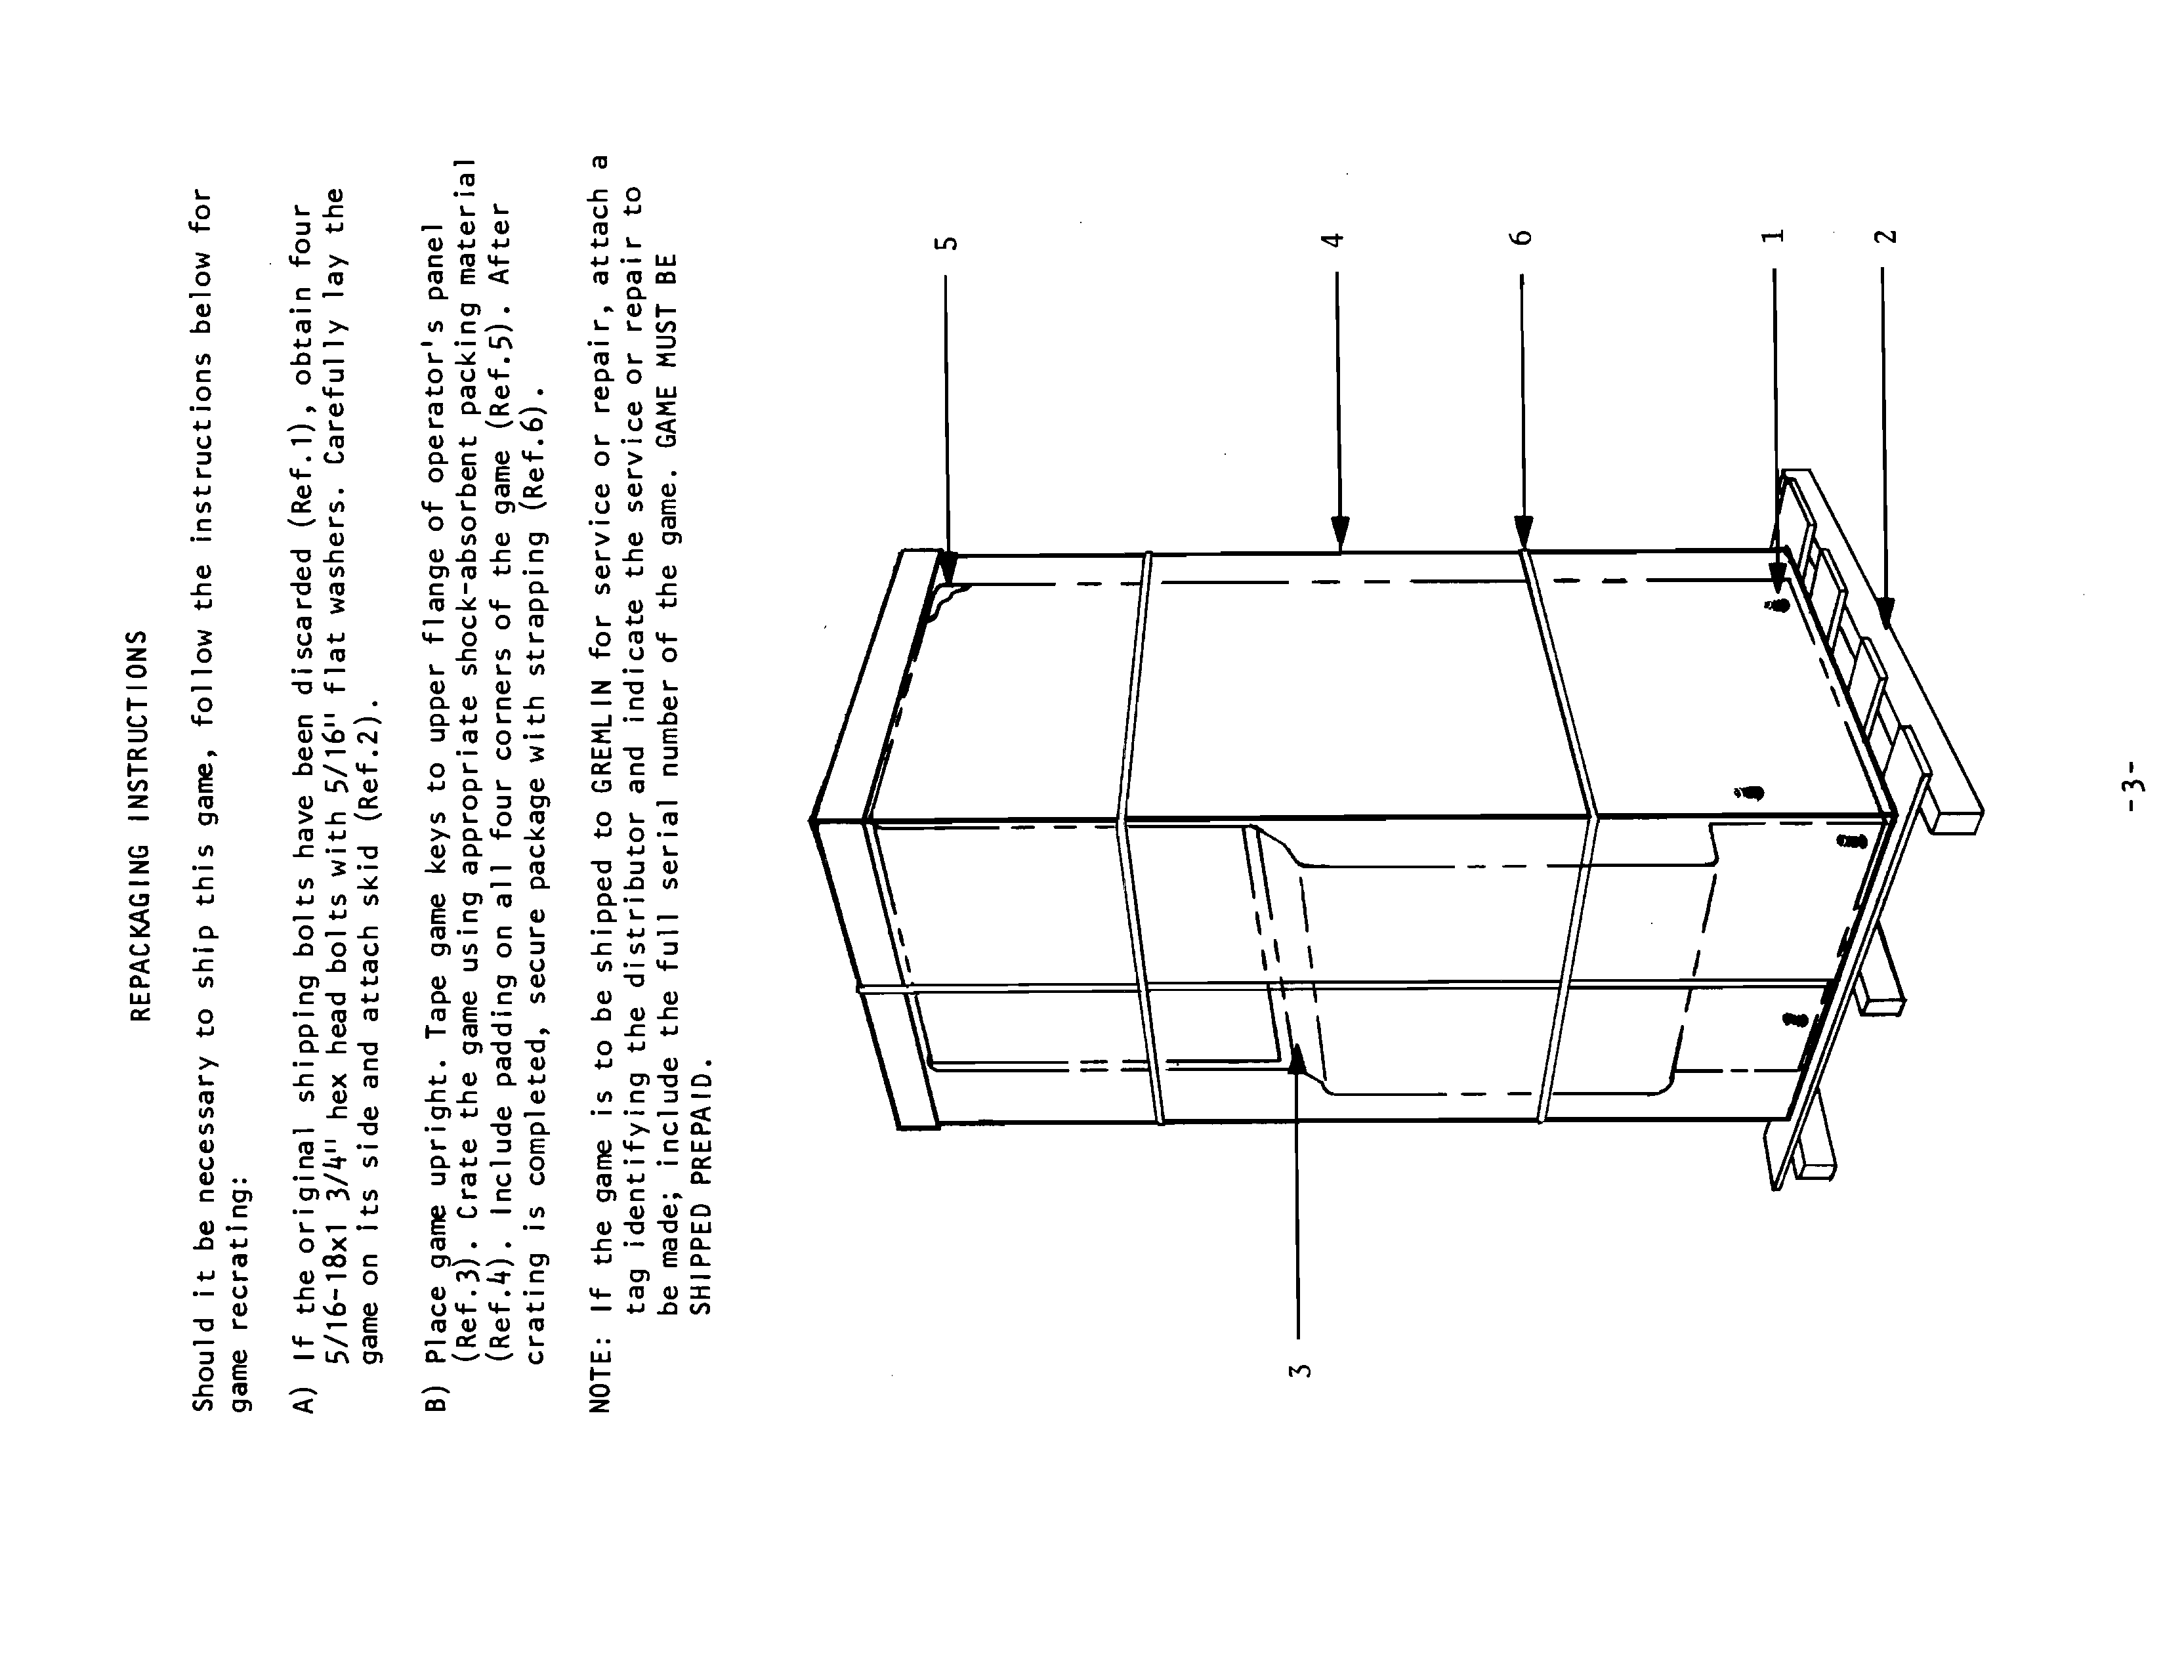 REPACKAGING INSTRUCTIONS
Should it be necessary to ship this game, follow the instructions below for
game recrating:
A) If the original shipping bolts have been discarded (Ref.1), obtain four
5/16-18x1 3/4" hex head bolts with 5/16" flat washers. Carefully lay the
game on its side and attach skid (Ref.2).
B) Place game upright. Tape game keys to upper flange of operator's panel
(Ref.3). Crate the game using appropriate shock-absorbent packing material
(Ref.4). Include padding on all four corners of the game (Ref.5). After
crating is completed, secure package with strapping (Ref.6).
NOTE: If the game is to be shipped to GREMLIN for service or repair, attach a
tag identifying the distributor and indicate the service or repair to
be made; include the full serial number of the game. GAME MUST BE
SHIPPED PREPAID.
5
4
3
6
1
2
-3-